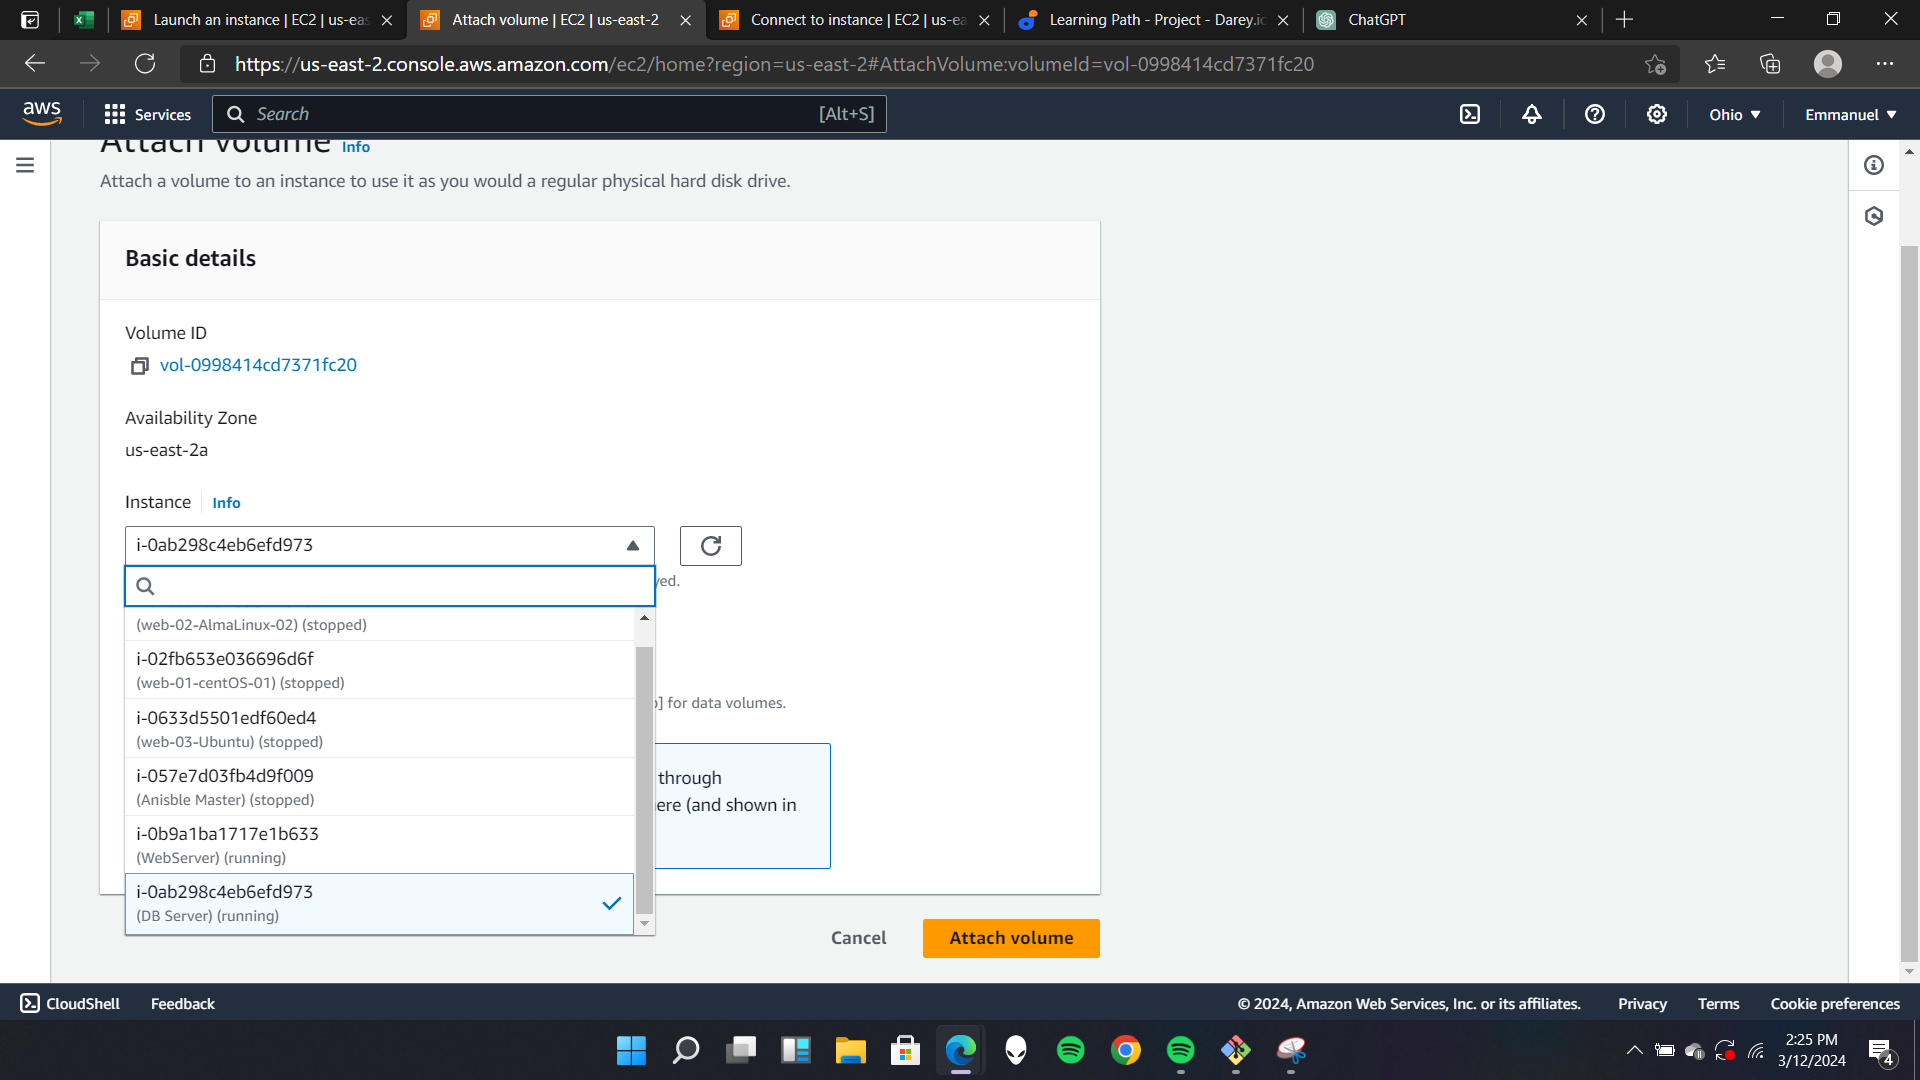 Launch an instance | EC2 | us-eas
Attach volume | EC2 | us-east-2
Connect to instance | EC2 | us-ea
Learning Path - Project - Darey.io
ChatGPT
https://us-east-2.console.aws.amazon.com/ec2/home?region=us-east-2#AttachVolume:volumeId=vol-0998414cd7371fc20
aws
Services
Search
[Alt+S]
Ohio
Emmanuel
Attach volume Info
Attach a volume to an instance to use it as you would a regular physical hard disk drive.
Basic details
Volume ID
vol-0998414cd7371fc20
Availability Zone
us-east-2a
Instance Info
i-0ab298c4eb6efd973
ved.
(web-02-AlmaLinux-02) (stopped)
i-02fb653e036696d6f
(web-01-centOS-01) (stopped)
] for data volumes.
i-0633d5501edf60ed4
(web-03-Ubuntu) (stopped)
i-057e7d03fb4d9f009
through
(Anisble Master) (stopped)
ere (and shown in
i-0b9a1ba1717e1b633
(WebServer) (running)
i-0ab298c4eb6efd973
(DB Server) (running)
Cancel
Attach volume
CloudShell
Feedback
© 2024, Amazon Web Services, Inc. or its affiliates.
Privacy
Terms
Cookie preferences
2:25 PM
3/12/2024
4